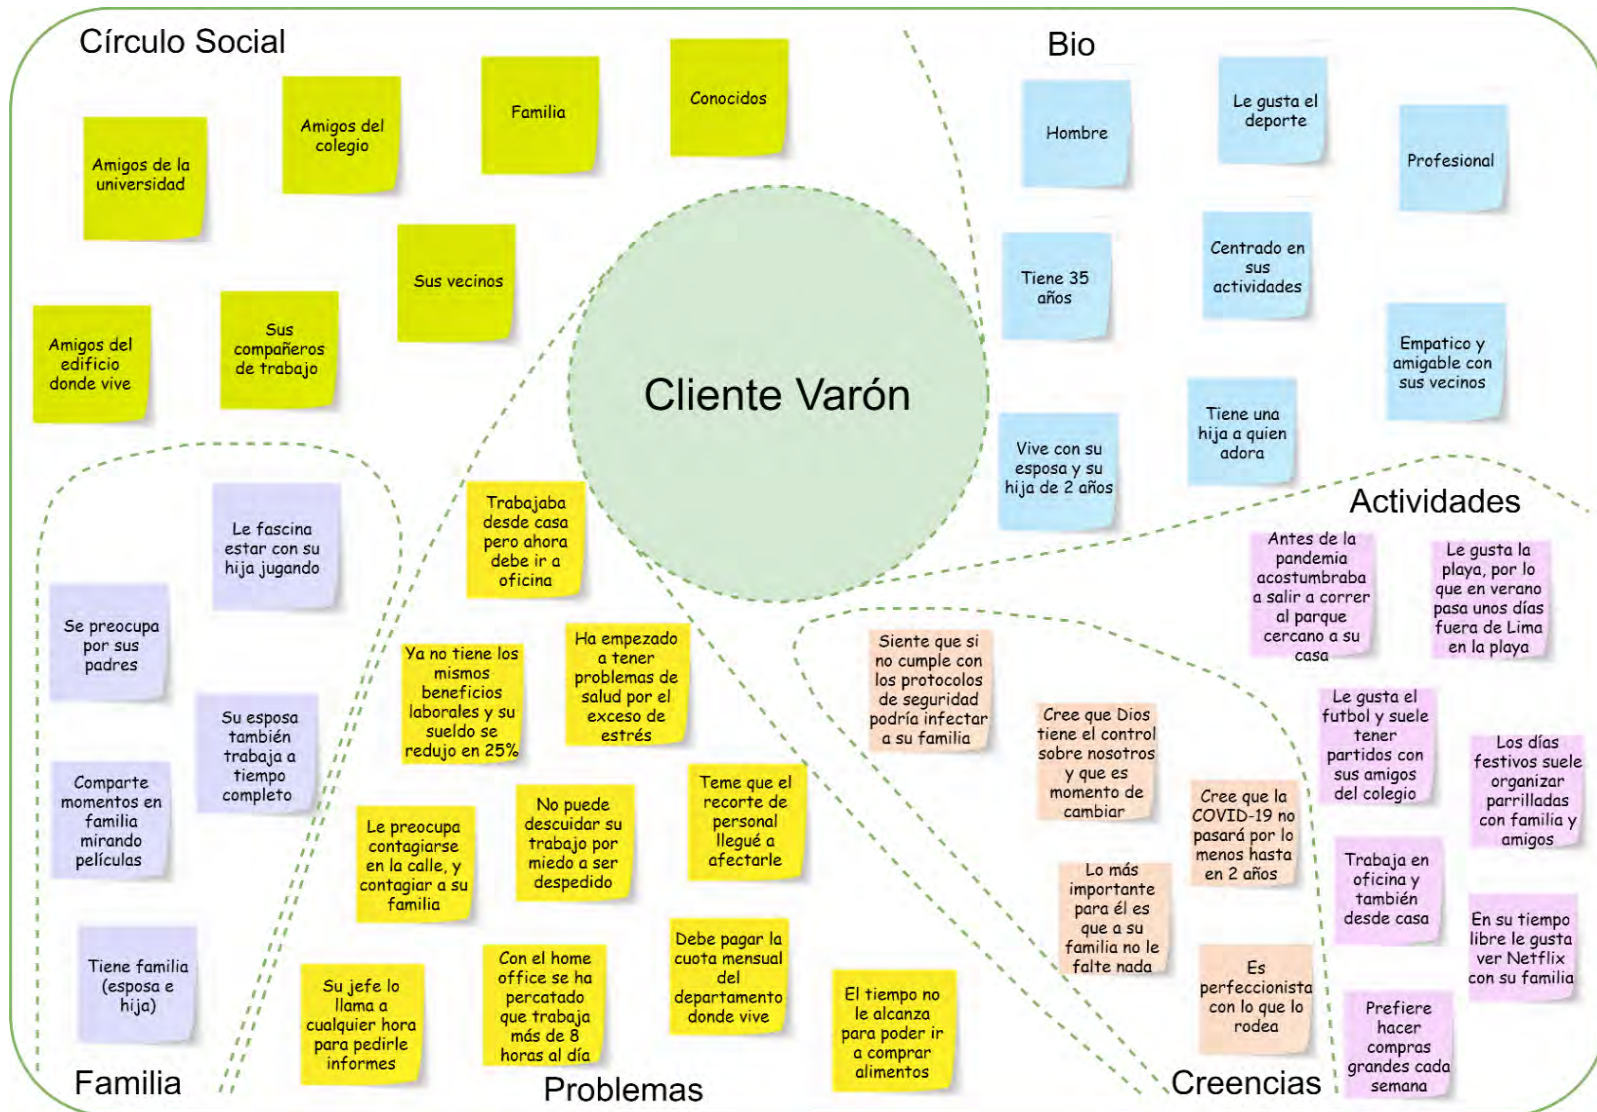 Círculo Social
Amigos de la
universidad
Amigos del
colegio
Familia
Conocidos
Sus vecinos
Amigos del
edificio
donde vive
Sus
compañeros
de trabajo
Bio
Hombre
Le gusta el
deporte
Profesional
Tiene 35
años
Centrado en
sus
actividades
Empatico y
amigable con
sus vecinos
Vive con su
esposa y su
hija de 2 años
Tiene una
hija a quien
adora
Cliente Varón
Le fascina
estar con su
hija jugando
Se preocupa
por sus
padres
Su esposa
también
trabaja a
tiempo
completo
Comparte
momentos en
familia
mirando
películas
Tiene familia
(esposa e
hija)
Familia
Trabajaba
desde casa
pero ahora
debe ir a
oficina
Ya no tiene los
mismos
beneficios
laborales y su
sueldo se
redujo en 25%
Ha empezado
a tener
problemas de
salud por el
exceso de
estrés
Le preocupa
contagiarse
en la calle, y
contagiar a su
familia
No puede
descuidar su
trabajo por
miedo a ser
despedido
Teme que el
recorte de
personal
llegué a
afectarle
Su jefe lo
llama a
cualquier hora
para pedirle
informes
Con el home
office se ha
percatado
que trabaja
más de 8
horas al día
Debe pagar la
cuota mensual
del
departamento
donde vive
El tiempo no
le alcanza
para poder ir
a comprar
alimentos
Problemas
Siente que si
no cumple con
los protocolos
de seguridad
podría infectar
a su familia
Cree que Dios
tiene el control
sobre nosotros
y que es
momento de
cambiar
Cree que la
COVID-19 no
pasará por lo
menos hasta
en 2 años
Lo más
importante
para él es
que a su
familia no le
falte nada
Es
perfeccionista
con lo que lo
rodea
Creencias
Actividades
Antes de la
pandemia
acostumbraba
a salir a correr
al parque
cercano a su
casa
Le gusta la
playa, por lo
que en verano
pasa unos días
fuera de Lima
en la playa
Le gusta el
futbol y suele
tener
partidos con
sus amigos
del colegio
Los días
festivos suele
organizar
parrilladas
con familia y
amigos
Trabaja en
oficina y
también
desde casa
En su tiempo
libre le gusta
ver Netflix
con su familia
Prefiere
hacer
compras
grandes cada
semana